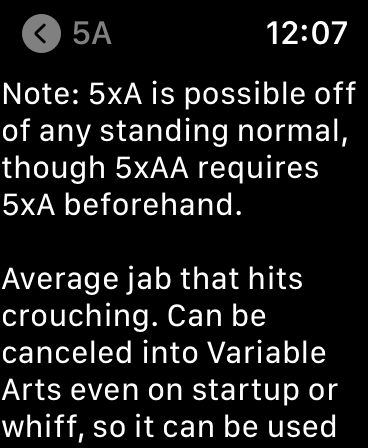 5A
12:07
Note: 5xA is possible off
of any standing normal,
though 5xAA requires
5xA beforehand.
Average jab that hits
crouching. Can be
canceled into Variable
Arts even on startup or
whiff, so it can be used